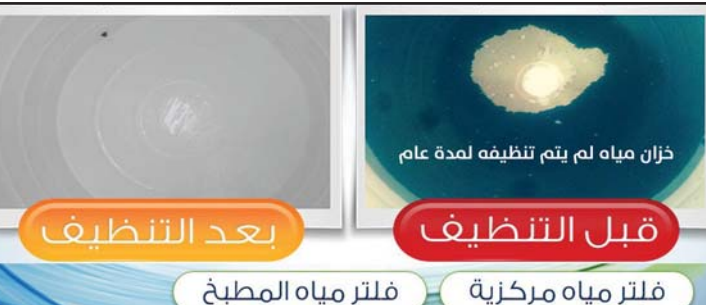 خزان مياه لم يتم تنظيفه لمدة عام
قبل التنظيف
بعد التنظيف
فلتر مياه مركزية
فلتر مياه المطبخ